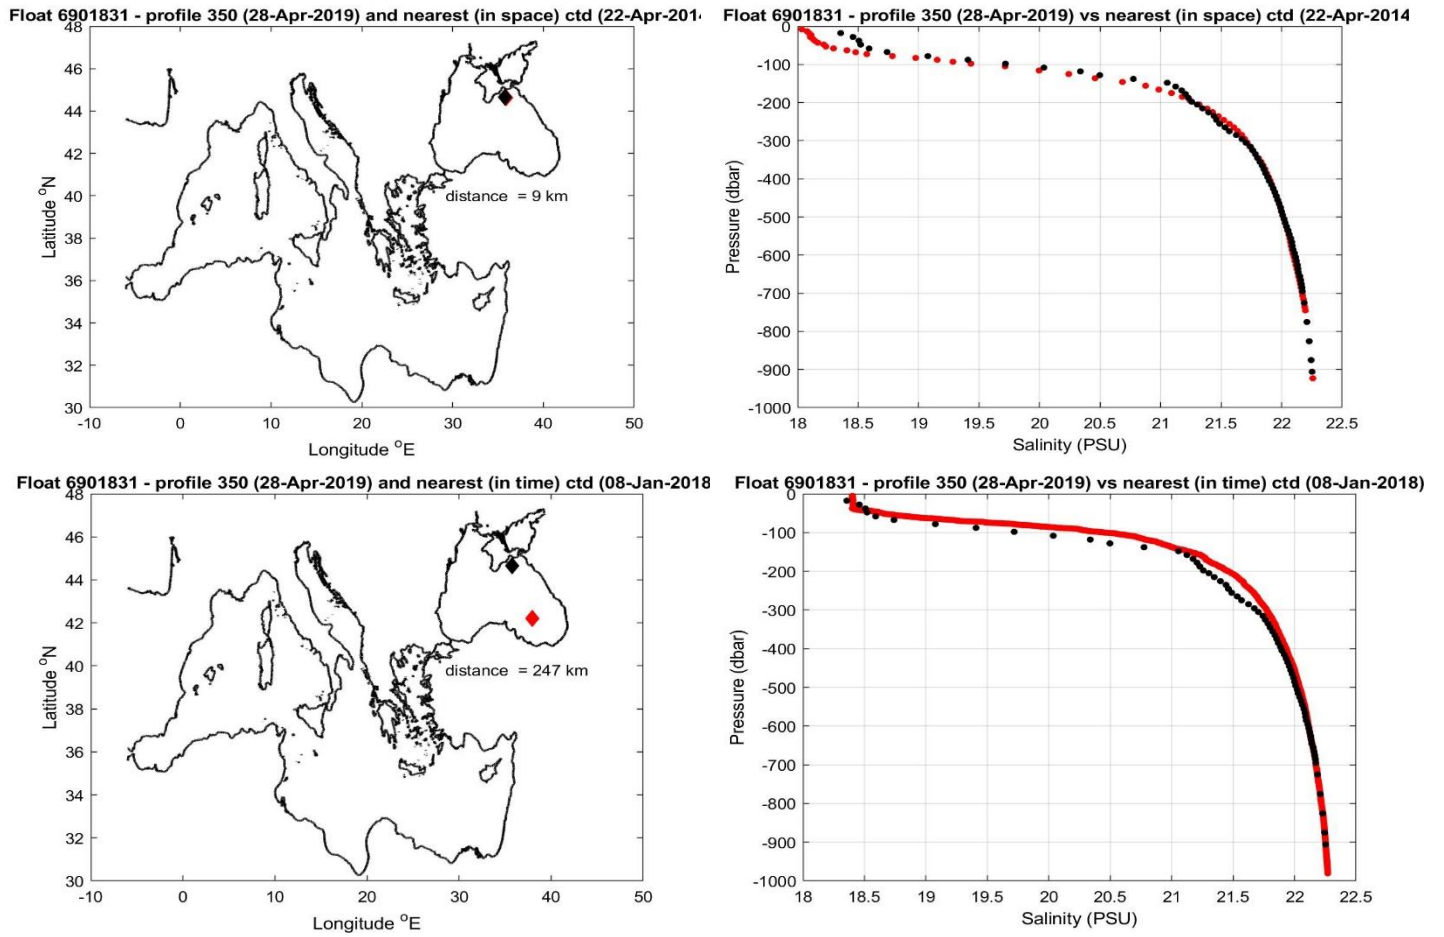 Float 6901831 - profile 350 (28-Apr-2019) and nearest (in space) ctd (22-Apr-201
48
46
44
42
40
38
36
34
32
30
Latitude °N
distance = 9 km
-10 0 10 20 30 40 50
Longitude °E
Float 6901831 - profile 350 (28-Apr-2019) vs nearest (in space) ctd (22-Apr-2014
0
-100
-200
-300
-400
-500
-600
-700
-800
-900
-1000
Pressure (dbar)
18 18.5 19 19.5 20 20.5 21 21.5 22 22.5
Salinity (PSU)
Float 6901831 - profile 350 (28-Apr-2019) and nearest (in time) ctd (08-Jan-2018
48
46
44
42
40
38
36
34
32
30
Latitude °N
distance = 247 km
-10 0 10 20 30 40 50
Longitude °E
Float 6901831 - profile 350 (28-Apr-2019) vs nearest (in time) ctd (08-Jan-2018)
0
-100
-200
-300
-400
-500
-600
-700
-800
-900
-1000
Pressure (dbar)
18 18.5 19 19.5 20 20.5 21 21.5 22 22.5
Salinity (PSU)